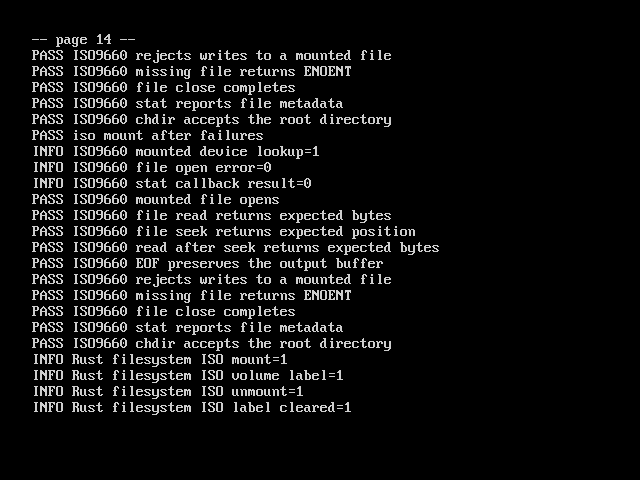 -- page 14 --
PASS ISO9660 rejects writes to a mounted file
PASS ISO9660 missing file returns ENOENT
PASS ISO9660 file close completes
PASS ISO9660 stat reports file metadata
PASS ISO9660 chdir accepts the root directory
PASS iso mount after failures
INFO ISO9660 mounted device lookup=1
INFO ISO9660 file open error=0
INFO ISO9660 stat callback result=0
PASS ISO9660 mounted file opens
PASS ISO9660 file read returns expected bytes
PASS ISO9660 file seek returns expected position
PASS ISO9660 read after seek returns expected bytes
PASS ISO9660 EOF preserves the output buffer
PASS ISO9660 rejects writes to a mounted file
PASS ISO9660 missing file returns ENOENT
PASS ISO9660 file close completes
PASS ISO9660 stat reports file metadata
PASS ISO9660 chdir accepts the root directory
INFO Rust filesystem ISO mount=1
INFO Rust filesystem ISO volume label=1
INFO Rust filesystem ISO unmount=1
INFO Rust filesystem ISO label cleared=1